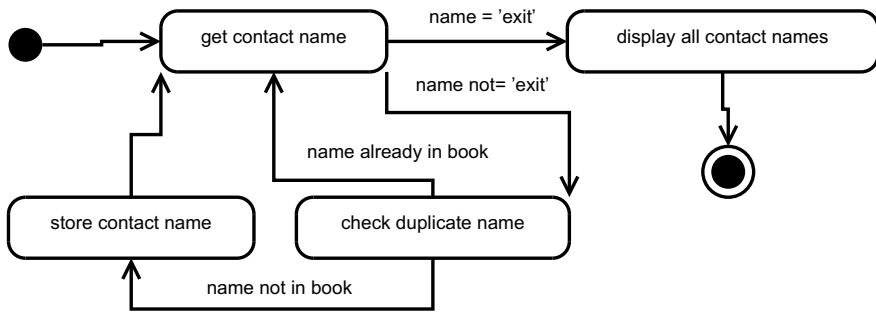 get contact name
name = 'exit'
display all contact names
name not= 'exit'
name already in book
store contact name
check duplicate name
name not in book